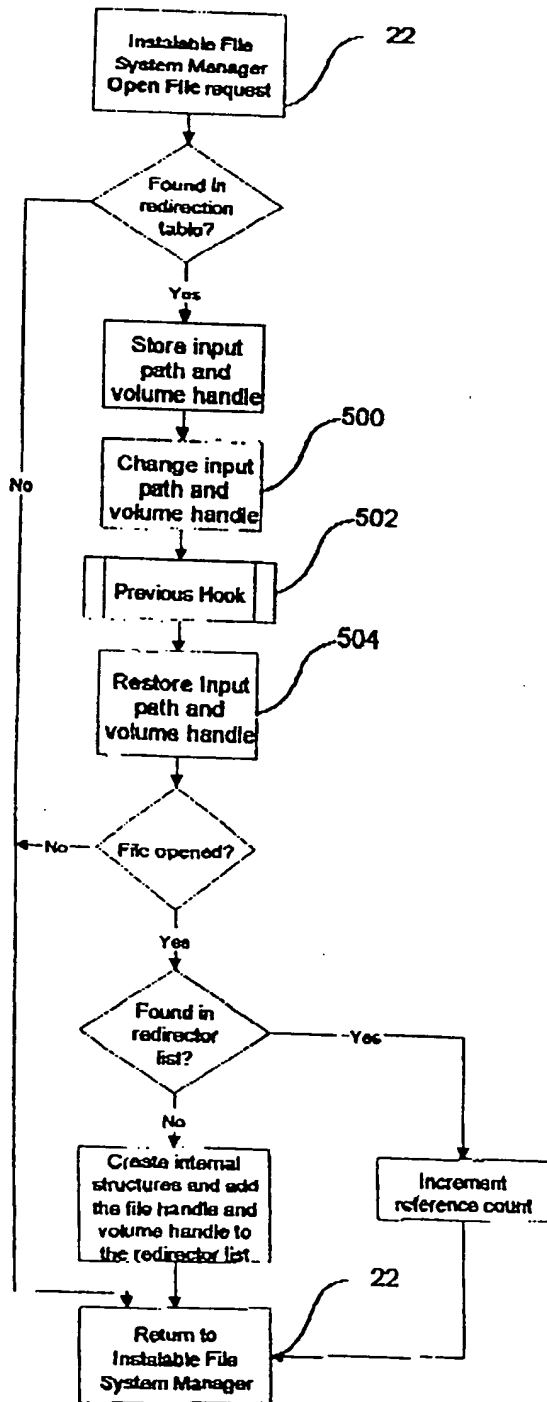 Instalable File
System Manager
Open File request
22
Found in
redirection
table?
Yes
Store input
path and
volume handle
500
Change input
path and
volume handle
No
502
Previous Hook
504
Restore Input
path and
volume handle
No
File opened?
Yes
Found in
redirector
list?
Yes
No
Create internal
structures and add
the file handle and
volume handle to
the redirector list
Increment
reference count
22
Return to
Instalable File
System Manager